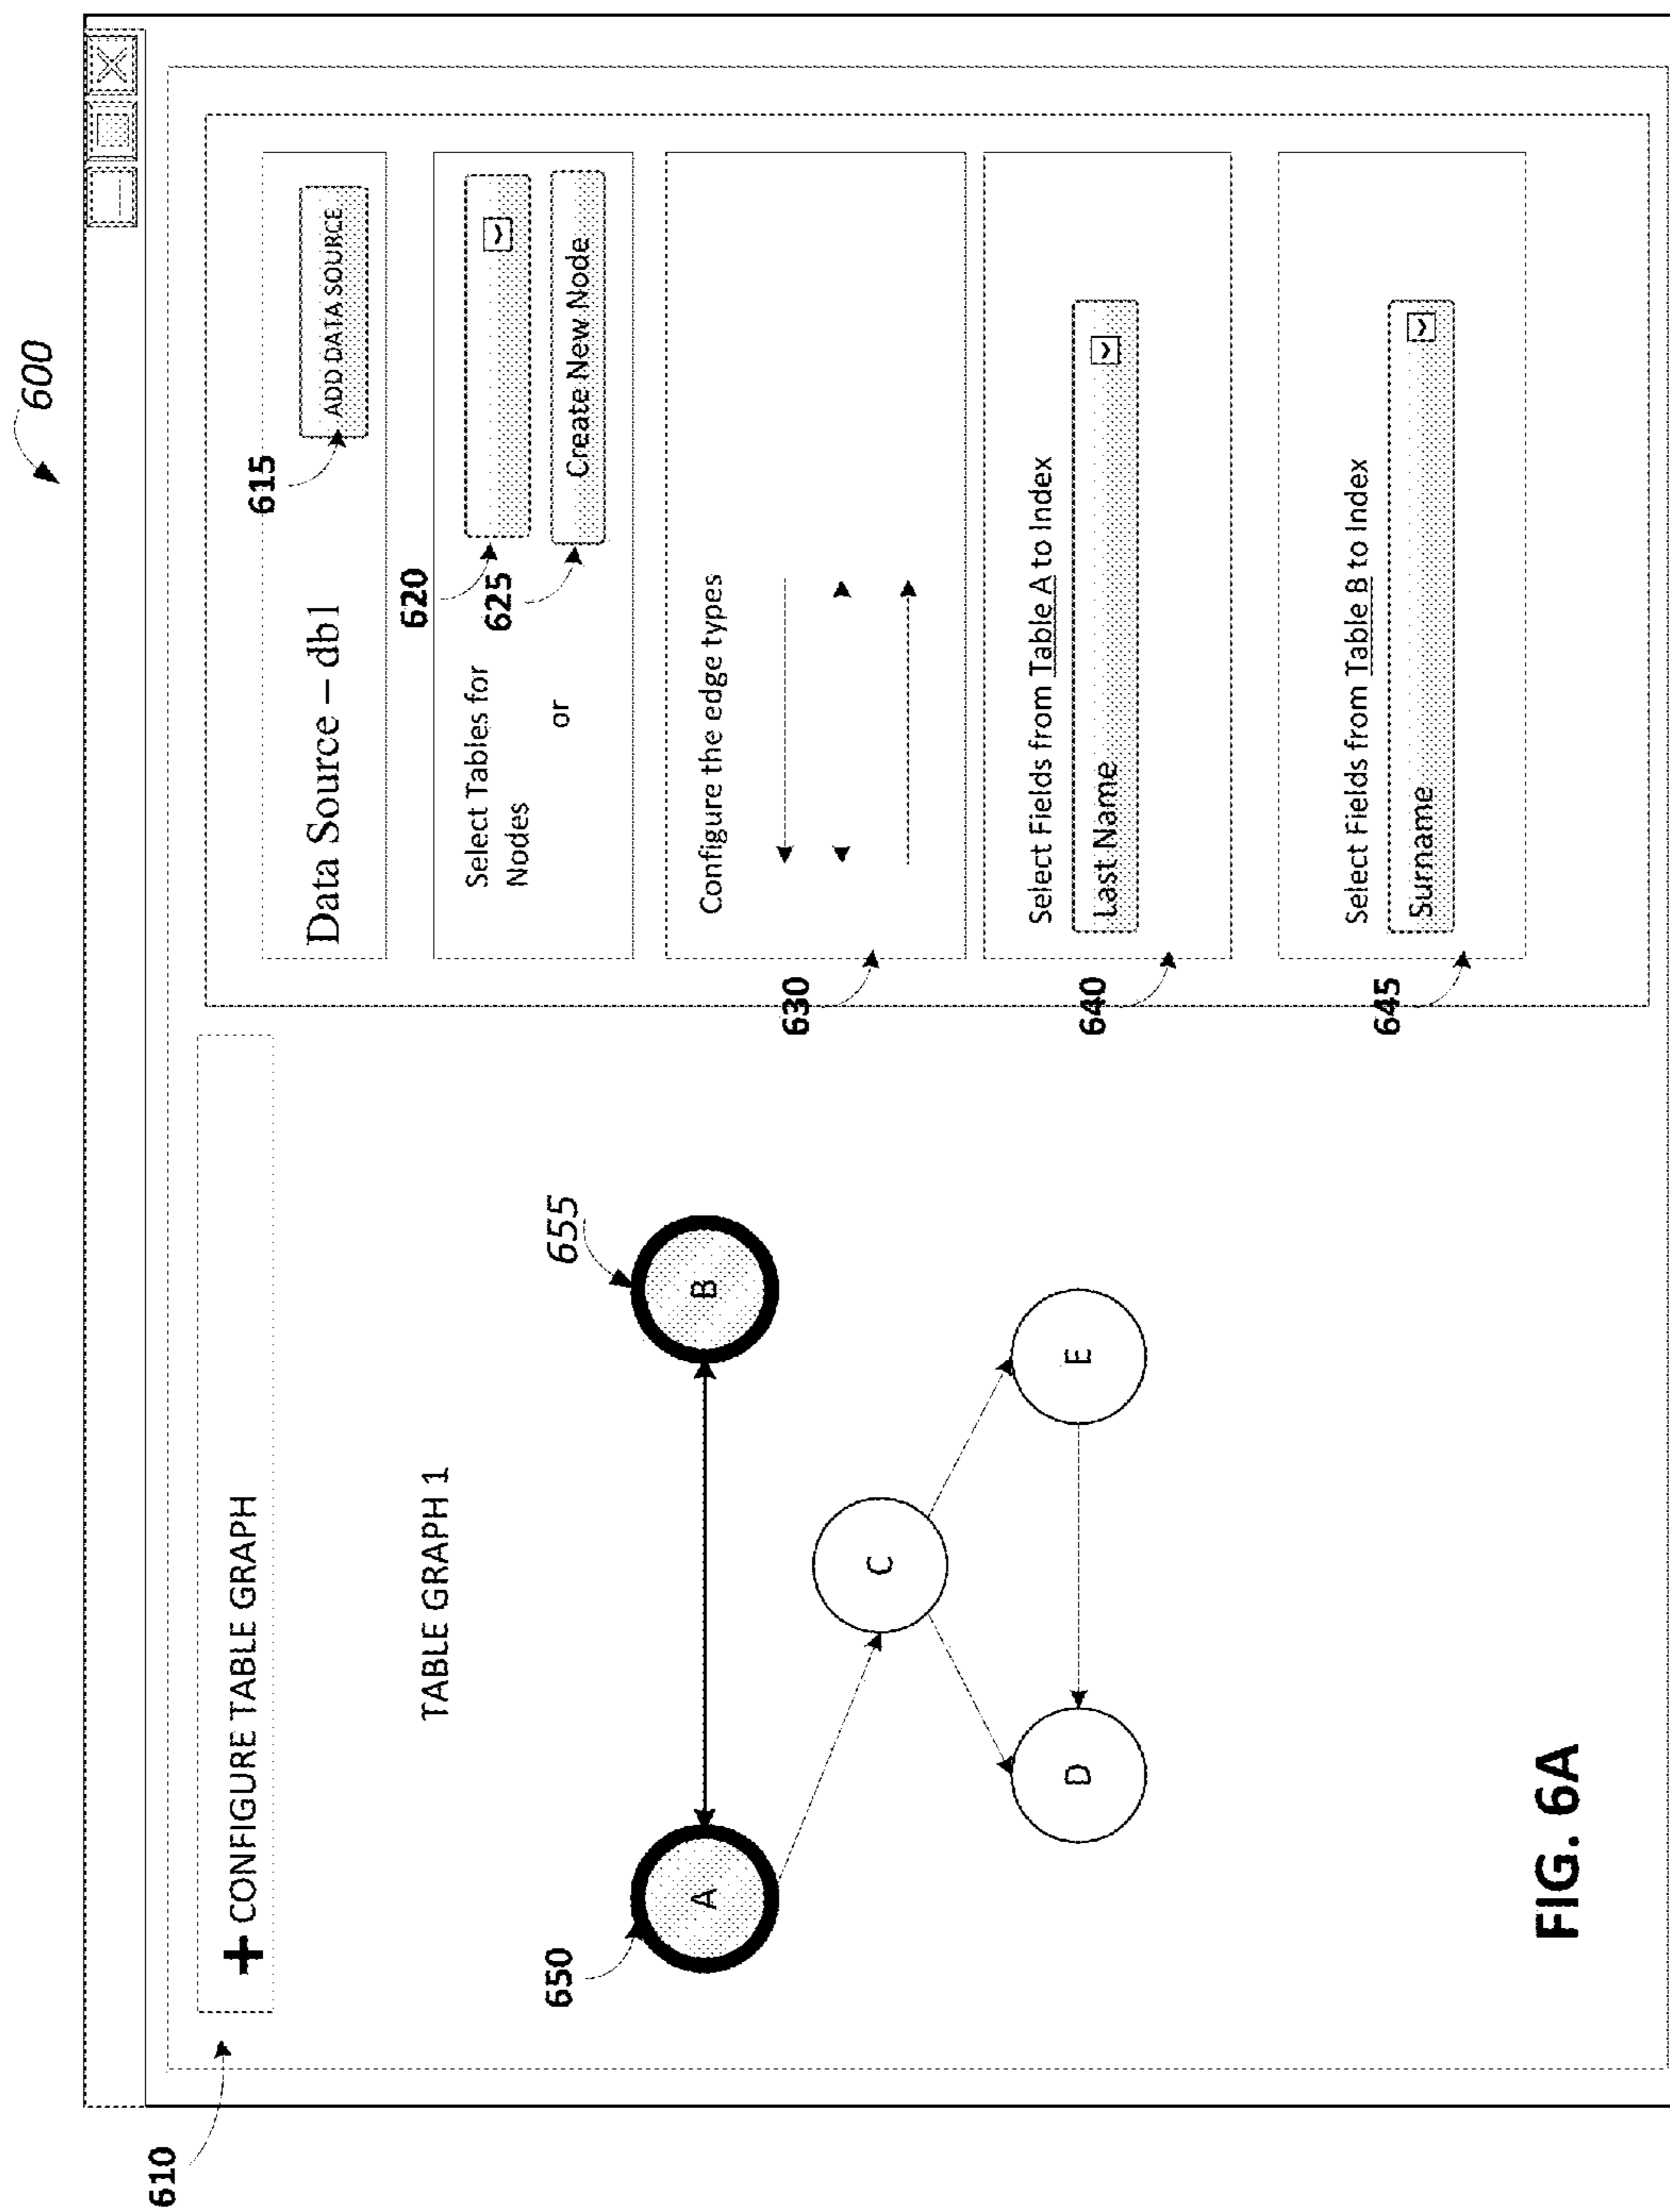 600
610
+ CONFIGURE TABLE GRAPH
TABLE GRAPH 1
650
655
A
B
C
D
E
615
Data Source – db1
ADD DATA SOURCE
620
Select Tables for
Nodes
or
625
Create New Node
Configure the edge types
630
Select Fields from Table A to Index
Last Name
640
Select Fields from Table B to Index
Surname
645
FIG. 6A